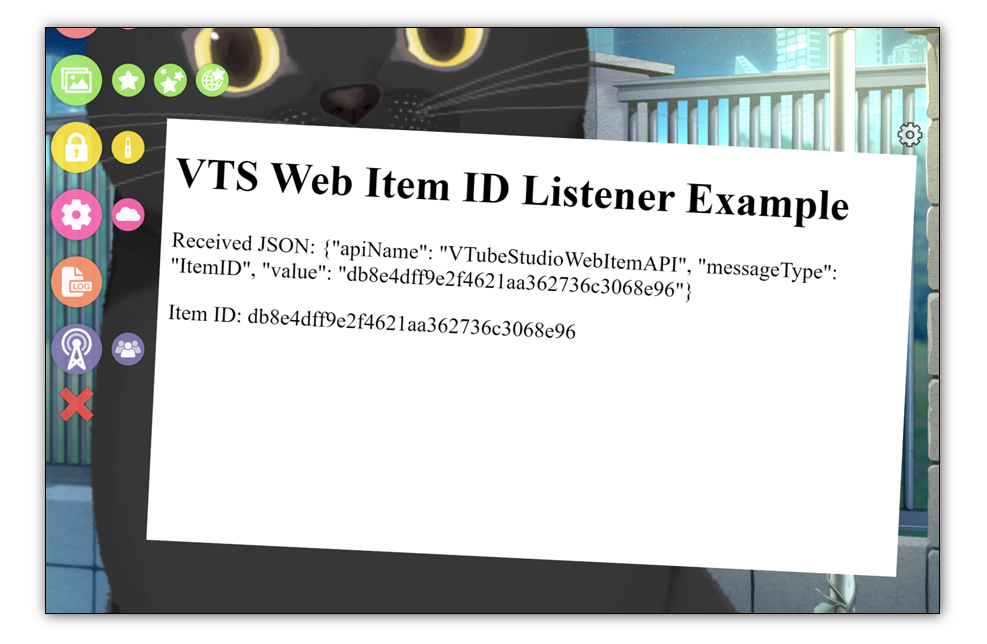 VTS Web Item ID Listener Example
Received JSON: {"apiName": "VTubeStudioWebItemAPI", "messageType":
"ItemID", "value": "db8e4dff9e2f4621aa362736c3068e96"}
Item ID: db8e4dff9e2f4621aa362736c3068e96
LOG